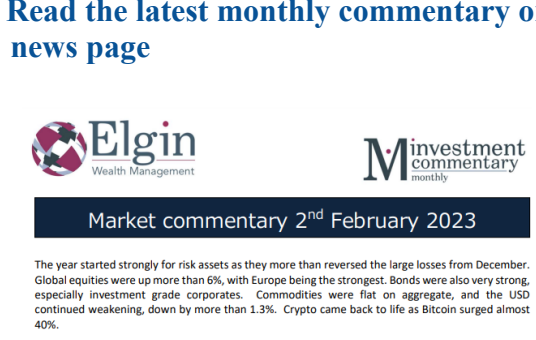 Read the latest monthly commentary o
news page
Elgin
Wealth Management
M investment
commentary
monthly
Market commentary 2nd February 2023
The year started strongly for risk assets as they more than reversed the large losses from December.
Global equities were up more than 6%, with Europe being the strongest. Bonds were also very strong,
especially investment grade corporates. Commodities were flat on aggregate, and the USD
continued weakening, down by more than 1.3%. Crypto came back to life as Bitcoin surged almost
40%.